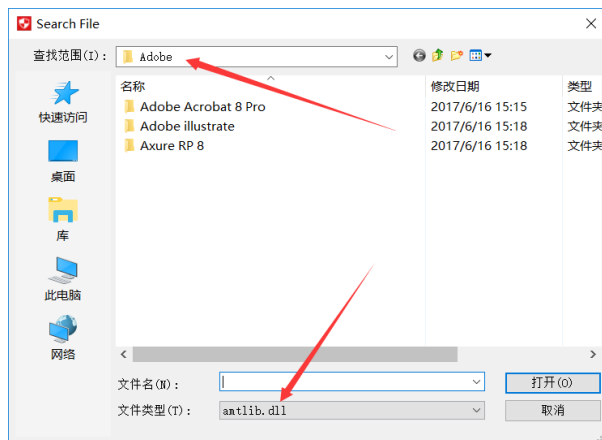 Search File
查找范围(I)： Adobe
名称 修改日期 类型
Adobe Acrobat 8 Pro 2017/6/16 15:15 文件夹
Adobe illustrate 2017/6/16 15:18 文件夹
Axure RP 8 2017/6/16 15:18 文件夹
快速访问
桌面
库
此电脑
网络
文件名(N)： 打开(O)
文件类型(T)： amtlib.dll 取消